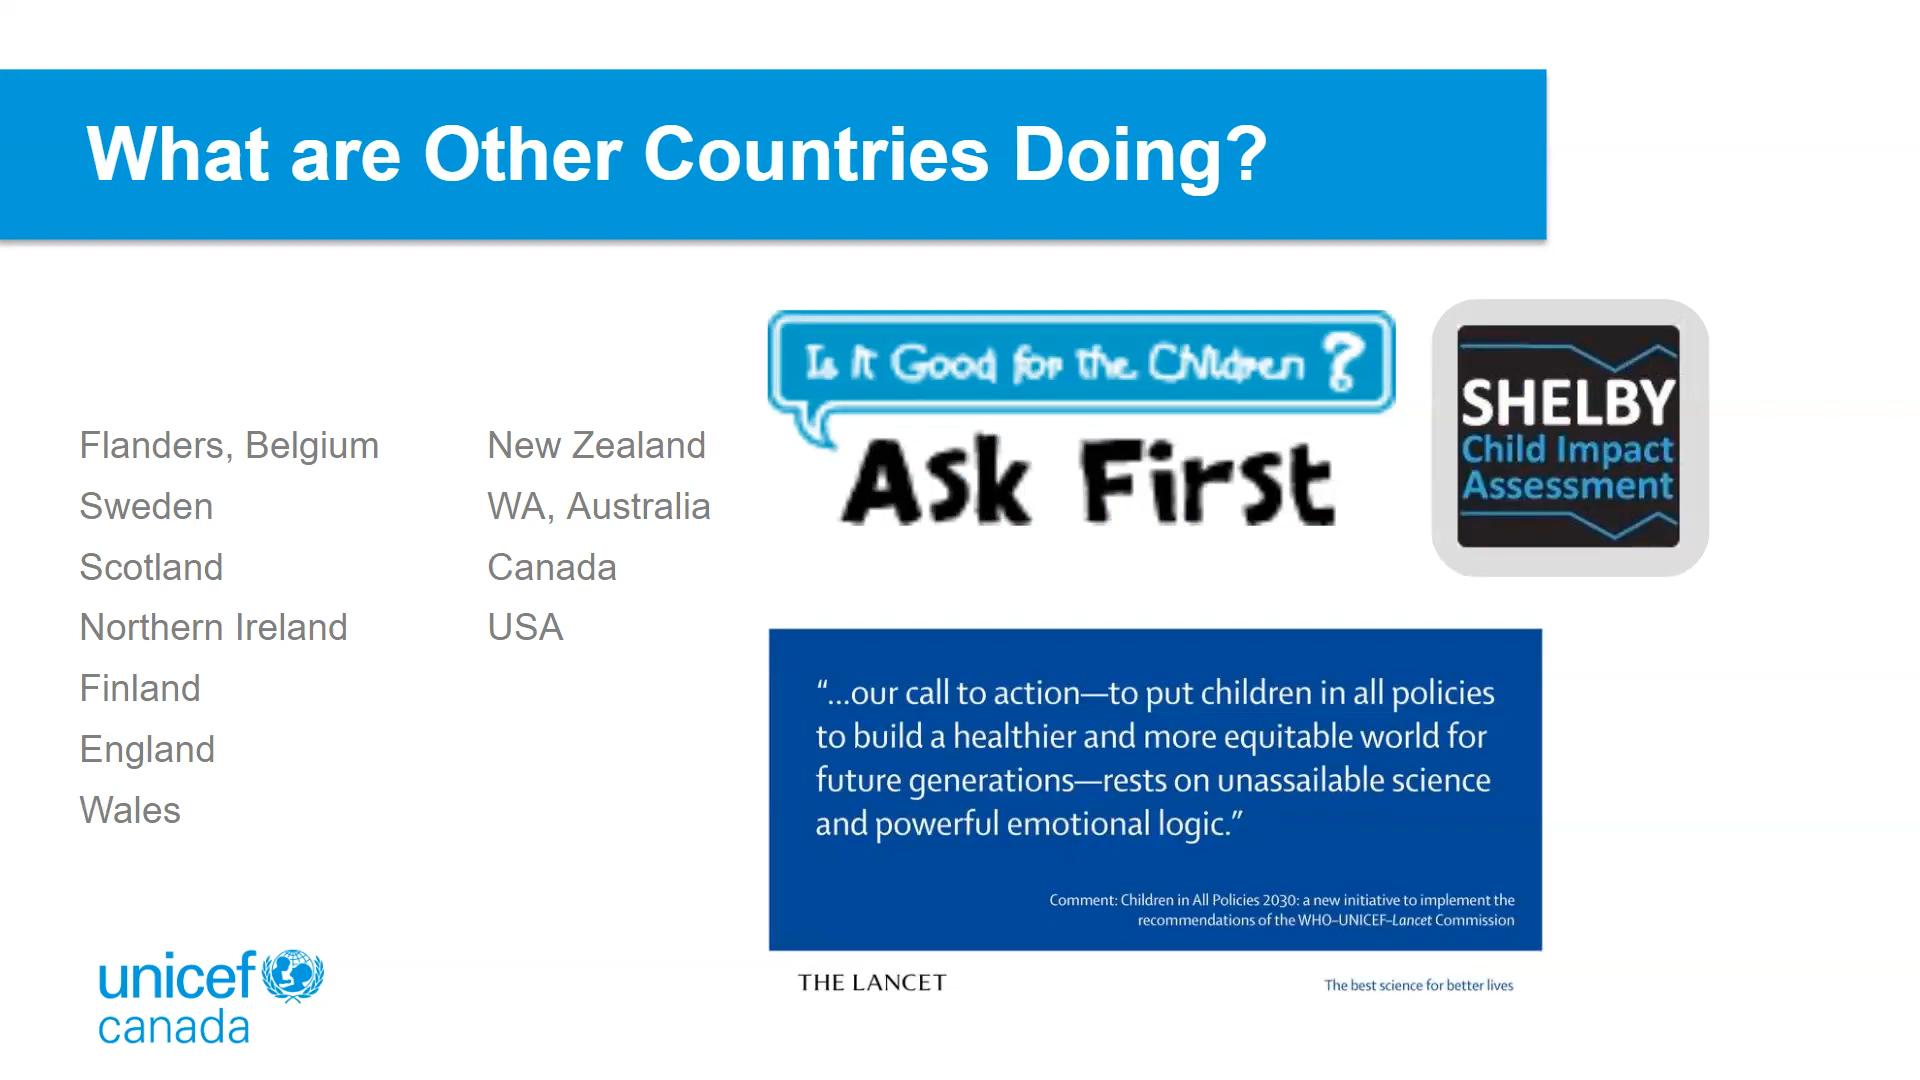 What are Other Countries Doing?
Flanders, Belgium
Sweden
Scotland
Northern Ireland
Finland
England
Wales
New Zealand
WA, Australia
Canada
USA
Is It Good for the Children?
Ask First
SHELBY
Child Impact
Assessment
“...our call to action—to put children in all policies
to build a healthier and more equitable world for
future generations—rests on unassailable science
and powerful emotional logic.”
Comment: Children in All Policies 2030: a new initiative to implement the
recommendations of the WHO–UNICEF–Lancet Commission
THE LANCET
The best science for better lives
unicef
canada